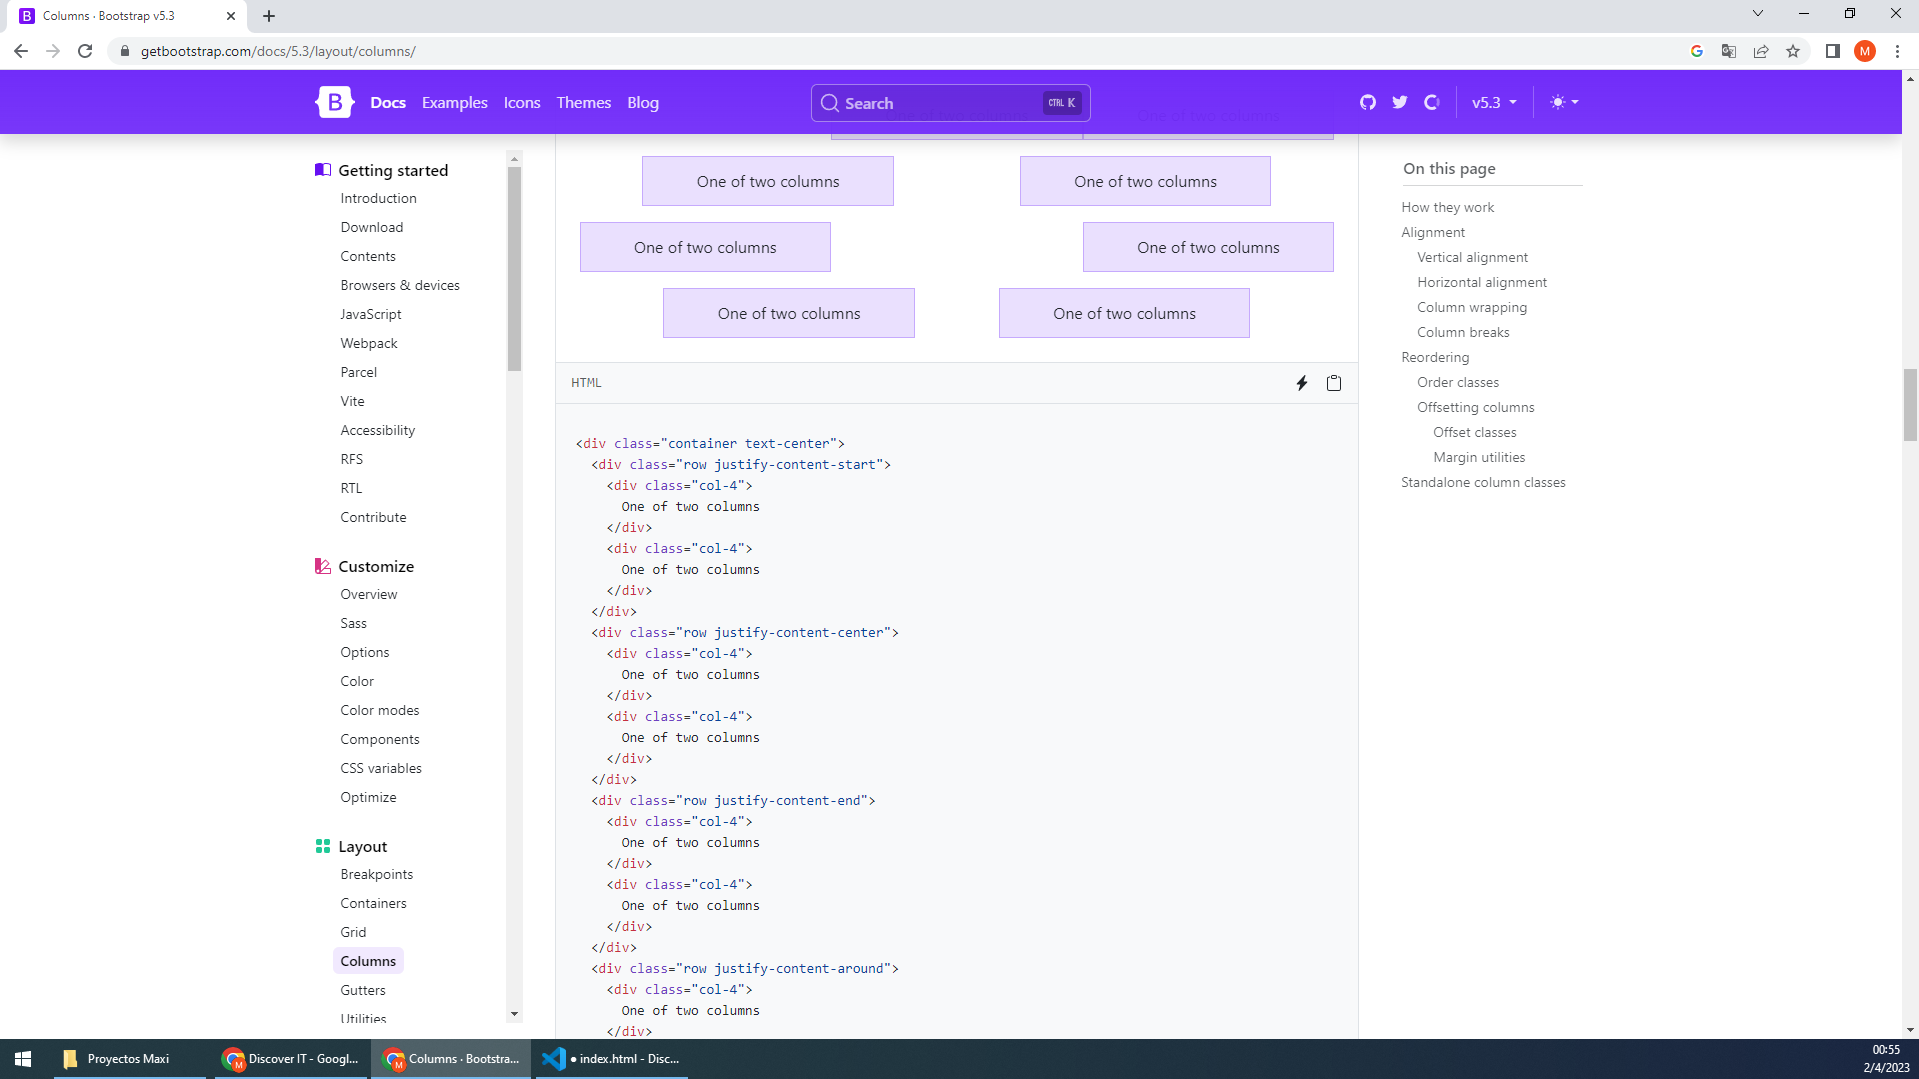 Columns · Bootstrap v5.3
getbootstrap.com/docs/5.3/layout/columns/
M
B
Docs
Examples
Icons
Themes
Blog
Search
CTRL K
v5.3
One of two columns
One of two columns
One of two columns
One of two columns
One of two columns
One of two columns
One of two columns
One of two columns
Getting started
Introduction
Download
Contents
Browsers & devices
JavaScript
Webpack
Parcel
Vite
Accessibility
RFS
RTL
Contribute
Customize
Overview
Sass
Options
Color
Color modes
Components
CSS variables
Optimize
Layout
Breakpoints
Containers
Grid
Columns
Gutters
Utilities
HTML
<div class="container text-center">
<div class="row justify-content-start">
<div class="col-4">
One of two columns
</div>
<div class="col-4">
One of two columns
</div>
</div>
<div class="row justify-content-center">
<div class="col-4">
One of two columns
</div>
<div class="col-4">
One of two columns
</div>
</div>
<div class="row justify-content-end">
<div class="col-4">
One of two columns
</div>
<div class="col-4">
One of two columns
</div>
</div>
<div class="row justify-content-around">
<div class="col-4">
One of two columns
</div>
On this page
How they work
Alignment
Vertical alignment
Horizontal alignment
Column wrapping
Column breaks
Reordering
Order classes
Offsetting columns
Offset classes
Margin utilities
Standalone column classes
Proyectos Maxi
M
Discover IT - Googl...
M
Columns · Bootstra...
● index.html - Disc...
00:55
2/4/2023